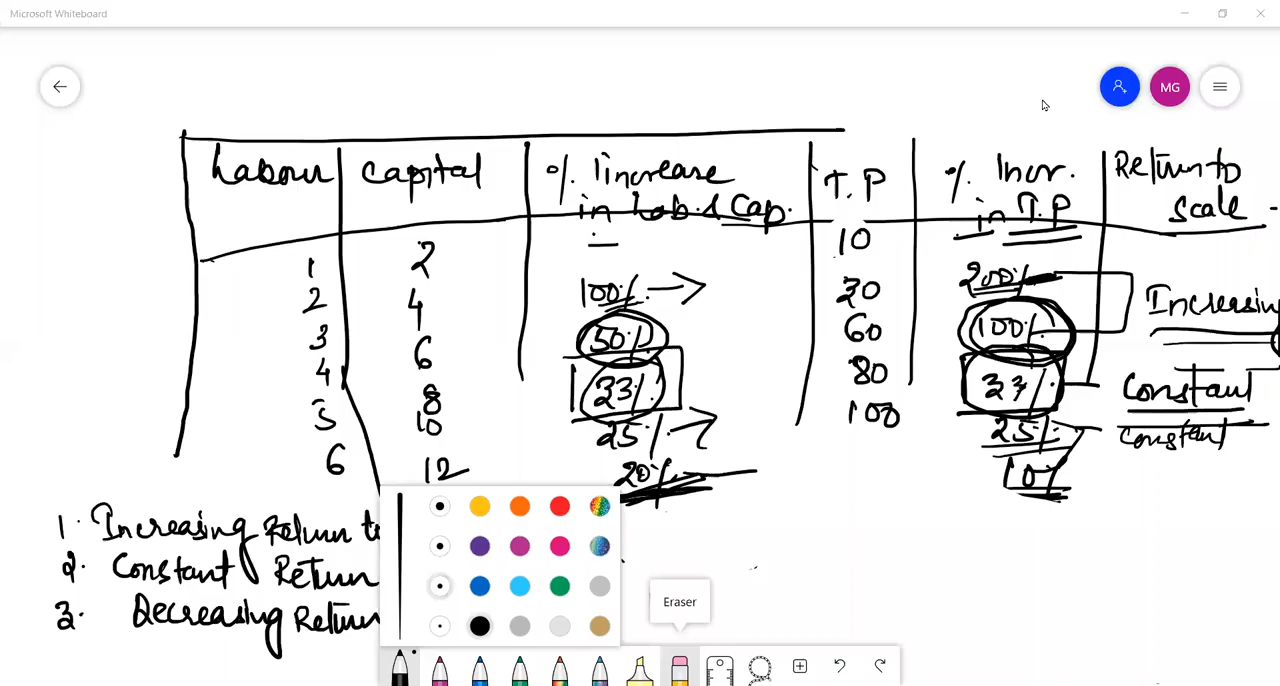 Microsoft Whiteboard
MG
Labour Capital % Iincrease in Lab. & Cap. T.P % Incr. in T.P Return to Scale
1 2 — 10
2 4 100% 30 200% Increasing
3 6 50% 60 100%
4 8 33% 80 33% Constant
5 10 25% 100 25% Constant
6 12 20% 10%
1. Increasing Return to
2. Constant Return
3. Decreasing Return
Eraser